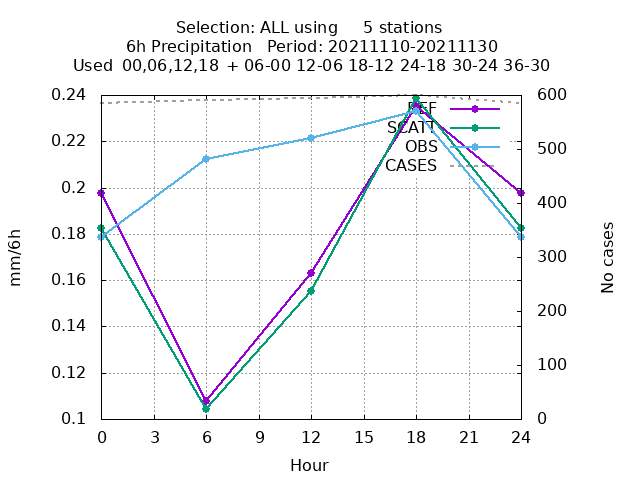 Selection: ALL using     5 stations
6h Precipitation   Period: 20211110-20211130
Used  00,06,12,18 + 06-00 12-06 18-12 24-18 30-24 36-30
0.24
0.22
0.2
0.18
0.16
0.14
0.12
0.1
mm/6h
600
500
400
300
200
100
0
No cases
REF
SCATT
OBS
CASES
0 3 6 9 12 15 18 21 24
Hour